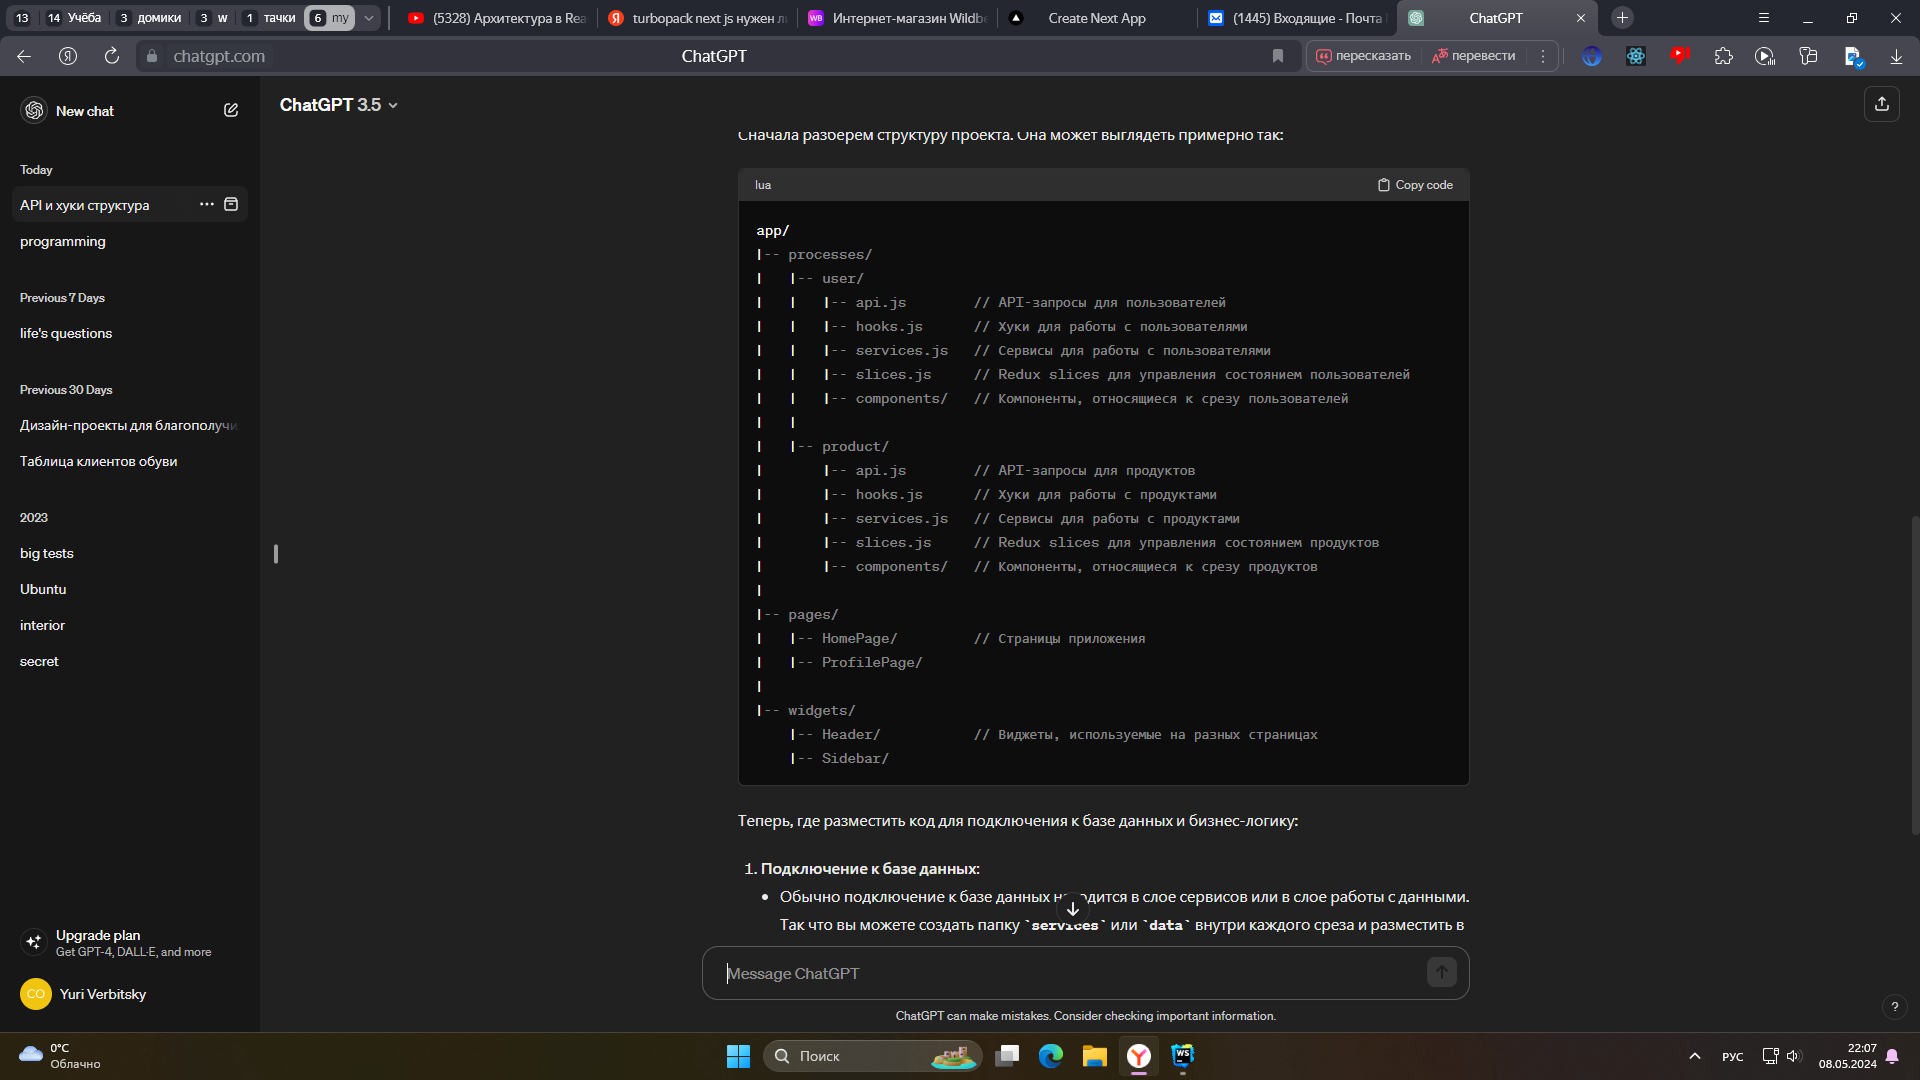 13
14 Учёба
3 домики
3 w
1 тачки
6 my
(5328) Архитектура в Rea
turbopack next js нужен л
Интернет-магазин Wildbe
Create Next App
(1445) Входящие - Почта
ChatGPT
chatgpt.com
ChatGPT
пересказать
перевести
New chat
Today
API и хуки структура
programming
Previous 7 Days
life's questions
Previous 30 Days
Дизайн-проекты для благополучи
Таблица клиентов обуви
2023
big tests
Ubuntu
interior
secret
Upgrade plan
Get GPT-4, DALL·E, and more
CO
Yuri Verbitsky
ChatGPT 3.5
Сначала разберем структуру проекта. Она может выглядеть примерно так:
lua
Copy code
app/
|-- processes/
|   |-- user/
|   |   |-- api.js        // API-запросы для пользователей
|   |   |-- hooks.js      // Хуки для работы с пользователями
|   |   |-- services.js   // Сервисы для работы с пользователями
|   |   |-- slices.js     // Redux slices для управления состоянием пользователей
|   |   |-- components/   // Компоненты, относящиеся к срезу пользователей
|   |
|   |-- product/
|       |-- api.js        // API-запросы для продуктов
|       |-- hooks.js      // Хуки для работы с продуктами
|       |-- services.js   // Сервисы для работы с продуктами
|       |-- slices.js     // Redux slices для управления состоянием продуктов
|       |-- components/   // Компоненты, относящиеся к срезу продуктов
|
|-- pages/
|   |-- HomePage/         // Страницы приложения
|   |-- ProfilePage/
|
|-- widgets/
    |-- Header/           // Виджеты, используемые на разных страницах
    |-- Sidebar/
Теперь, где разместить код для подключения к базе данных и бизнес-логику:
1. Подключение к базе данных:
• Обычно подключение к базе данных находится в слое сервисов или в слое работы с данными.
Так что вы можете создать папку `services` или `data` внутри каждого среза и разместить в
Message ChatGPT
ChatGPT can make mistakes. Consider checking important information.
?
0°C
Облачно
Поиск
WS
РУС
22:07
08.05.2024